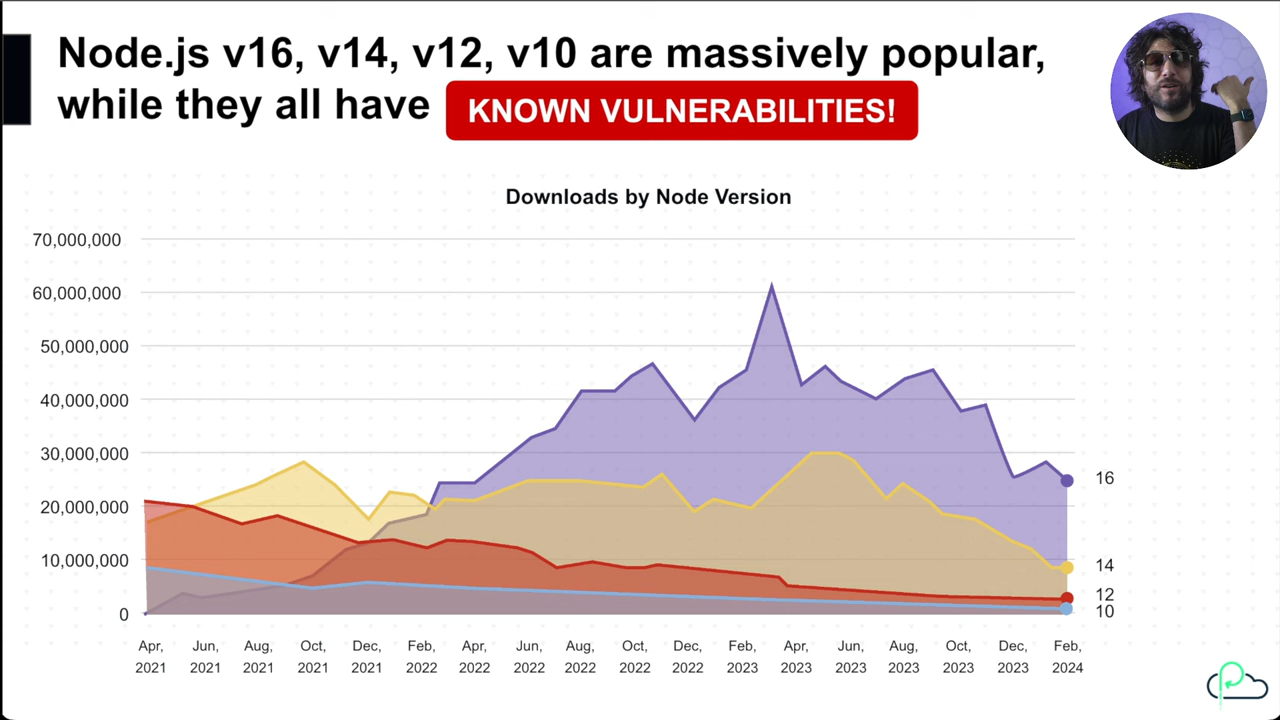 Node.js v16, v14, v12, v10 are massively popular,
while they all have KNOWN VULNERABILITIES!
Downloads by Node Version
70,000,000
60,000,000
50,000,000
40,000,000
30,000,000
20,000,000
10,000,000
0
16
14
12
10
Apr, 2021
Jun, 2021
Aug, 2021
Oct, 2021
Dec, 2021
Feb, 2022
Apr, 2022
Jun, 2022
Aug, 2022
Oct, 2022
Dec, 2022
Feb, 2023
Apr, 2023
Jun, 2023
Aug, 2023
Oct, 2023
Dec, 2023
Feb, 2024